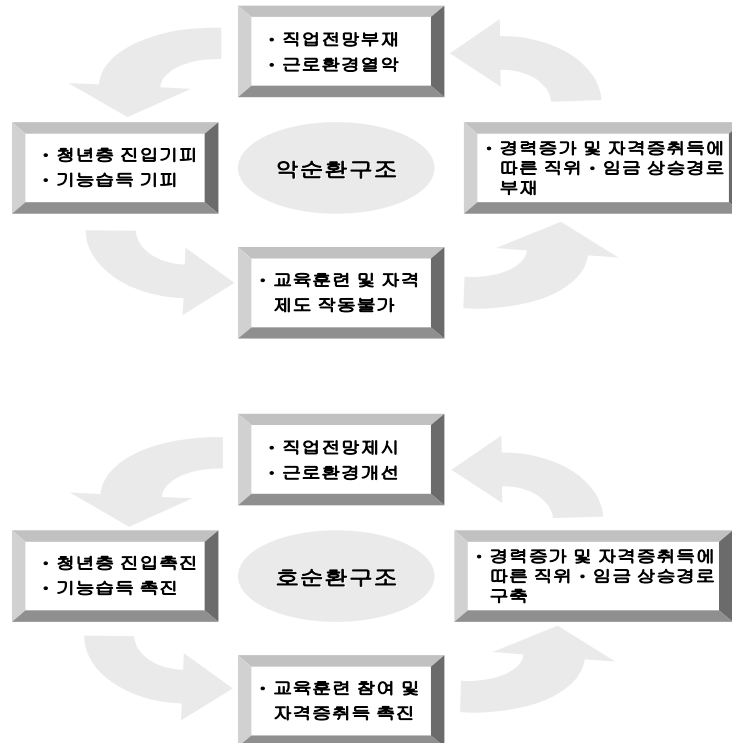 · 직업전망부재
· 근로환경열악
· 청년층 진입기피
· 기능습득 기피
악순환구조
· 경력증가 및 자격증취득에
따른 직위 · 임금 상승경로
부재
· 교육훈련 및 자격
제도 작동불가
· 직업전망제시
· 근로환경개선
· 청년층 진입촉진
· 기능습득 촉진
호순환구조
· 경력증가 및 자격증취득에
따른 직위 · 임금 상승경로
구축
· 교육훈련 참여 및
자격증취득 촉진